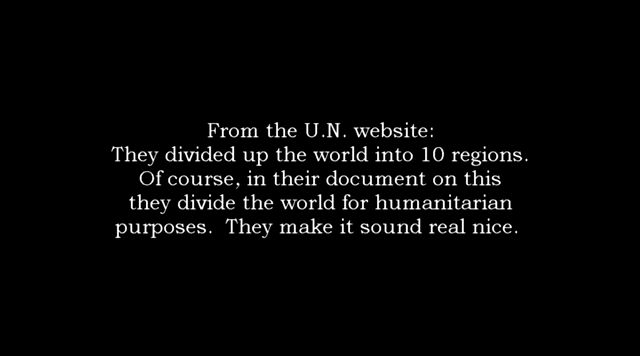 From the U.N. website:
They divided up the world into 10 regions.
Of course, in their document on this
they divide the world for humanitarian
purposes.  They make it sound real nice.